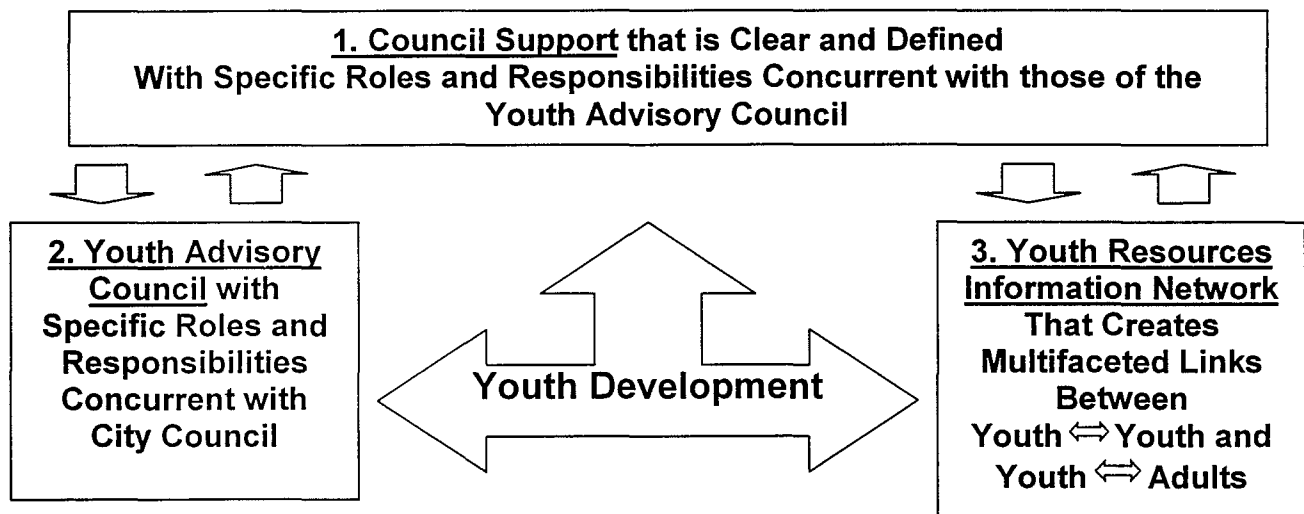 1. Council Support that is Clear and Defined
With Specific Roles and Responsibilities Concurrent with those of the
Youth Advisory Council
2. Youth Advisory
Council with
Specific Roles and
Responsibilities
Concurrent with
City Council
Youth Development
3. Youth Resources
Information Network
That Creates
Multifaceted Links
Between
Youth ⇔ Youth and
Youth ⇔ Adults